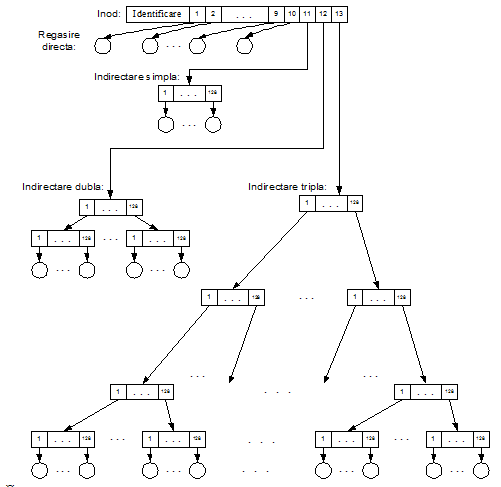 Inod: Identificare 1 2 . . . 9 10 11 12 13
Regasire
directa:
. . .
Indirectare simpla:
1 . . . 128
. . .
Indirectare dubla:
Indirectare tripla:
1 . . . 128
1 . . . 128
1 . . . 128 . . . 1 . . . 128
. . . . . .
1 . . . 128 . . . 1 . . . 128
. . . . . .
. . .
1 . . . 128 1 . . . 128
1 . . . 128 . . . 1 . . . 128 . . . 1 . . . 128 . . . 1 . . . 128
. . . . . . . . . . . . . . .